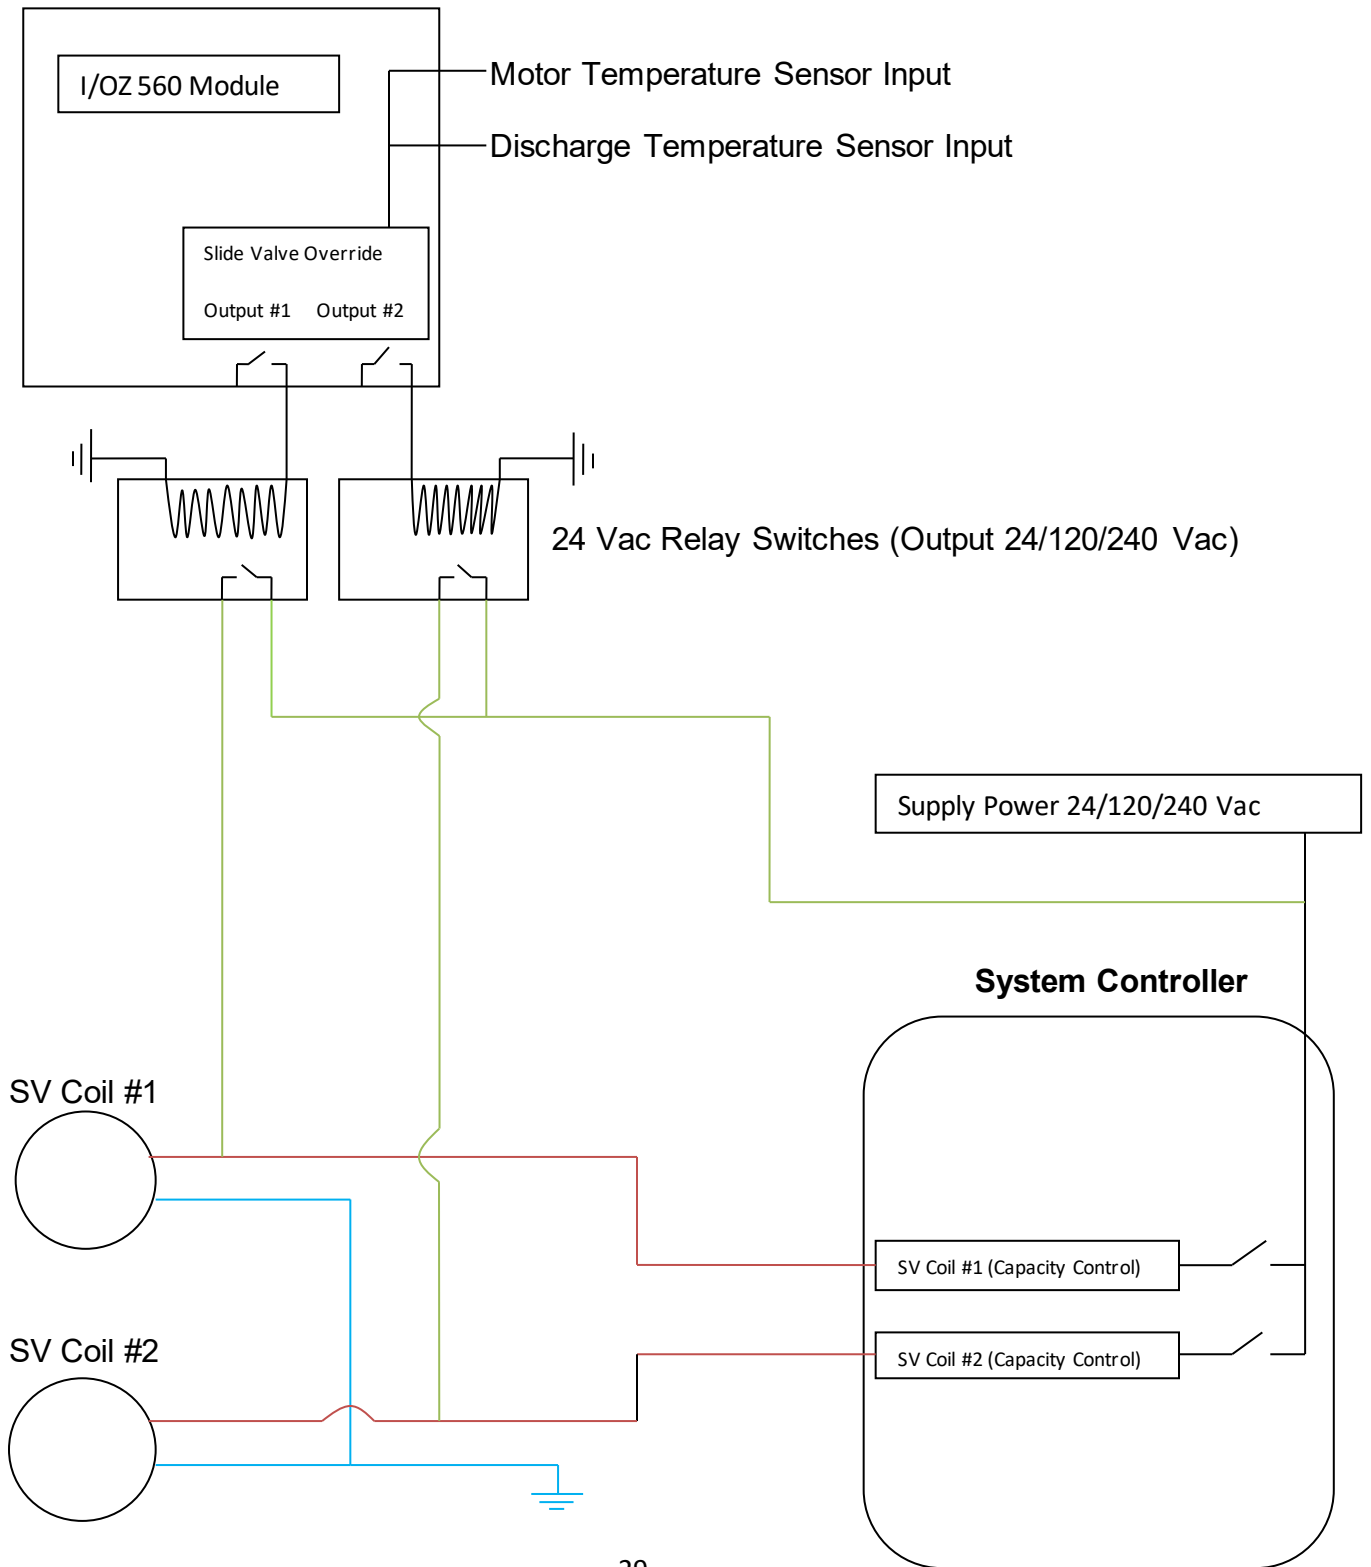 I/OZ 560 Module
Motor Temperature Sensor Input
Discharge Temperature Sensor Input
Slide Valve Override
Output #1 Output #2
24 Vac Relay Switches (Output 24/120/240 Vac)
Supply Power 24/120/240 Vac
System Controller
SV Coil #1
SV Coil #1 (Capacity Control)
SV Coil #2
SV Coil #2 (Capacity Control)